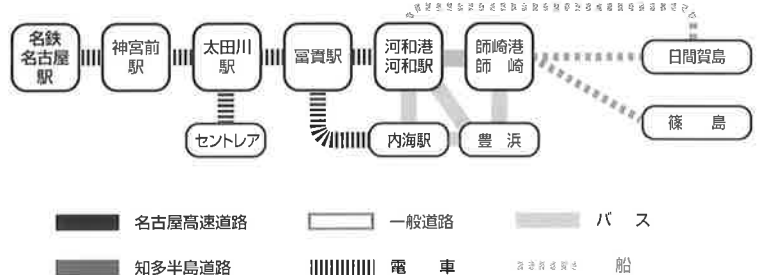 名鉄
名古屋
駅
神宮前
駅
太田川
駅
冨貴駅
河和港
河和駅
師崎港
師 崎
日間賀島
篠 島
セントレア
内海駅
豊 浜
名古屋高速道路
一般道路
バ ス
知多半島道路
電 車
船